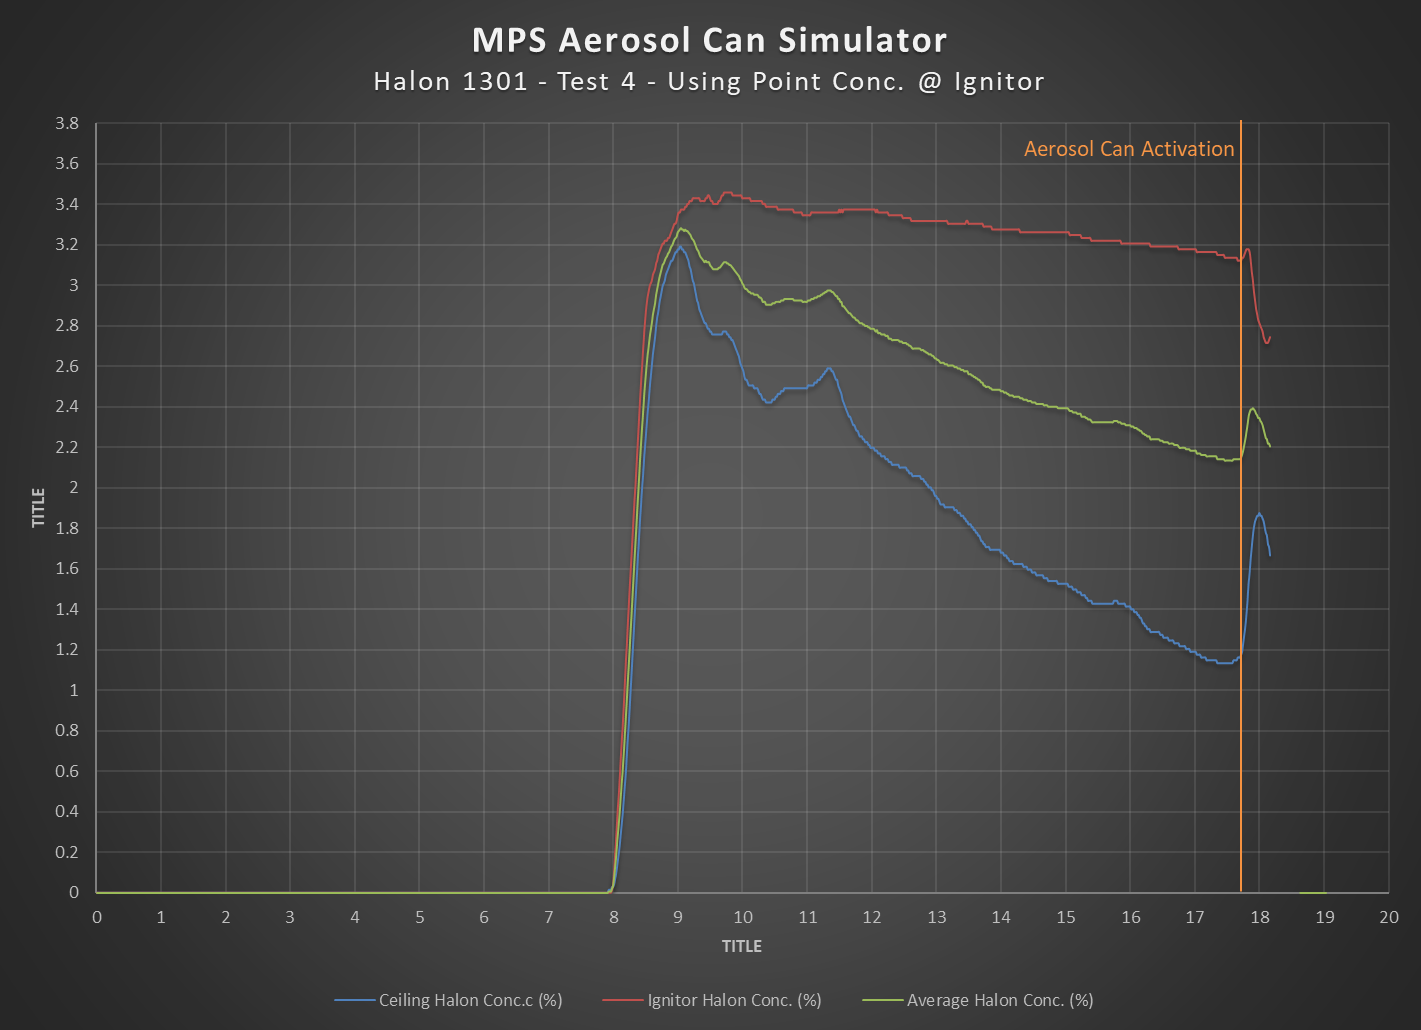 MPS Aerosol Can Simulator
Halon 1301 - Test 4 - Using Point Conc. @ Ignitor
3.8
Aerosol Can Activation
3.6
3.4
3.2
3
2.8
2.6
2.4
2.2
2
TITLE
1.8
1.6
1.4
1.2
1
0.8
0.6
0.4
0.2
0
0 1 2 3 4 5 6 7 8 9 10 11 12 13 14 15 16 17 18 19 20
TITLE
Ceiling Halon Conc.c (%) Ignitor Halon Conc. (%) Average Halon Conc. (%)